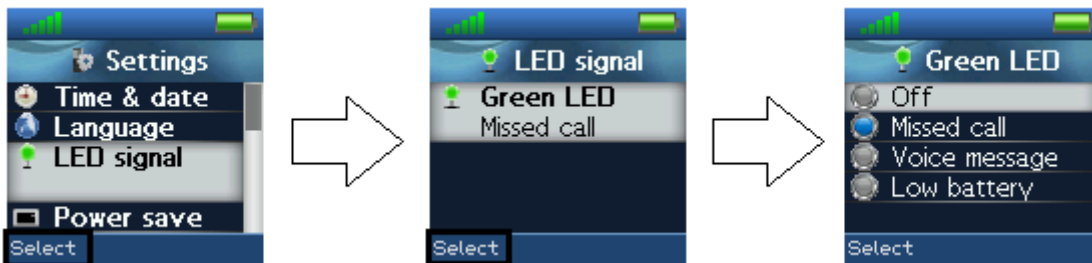 Settings
Time & date
Language
LED signal
Power save
Select
LED signal
Green LED
Missed call
Select
Green LED
Off
Missed call
Voice message
Low battery
Select